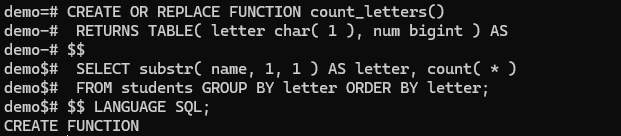 demo=# CREATE OR REPLACE FUNCTION count_letters()
demo-#  RETURNS TABLE( letter char( 1 ), num bigint ) AS
demo-# $$
demo$#  SELECT substr( name, 1, 1 ) AS letter, count( * )
demo$#  FROM students GROUP BY letter ORDER BY letter;
demo$# $$ LANGUAGE SQL;
CREATE FUNCTION